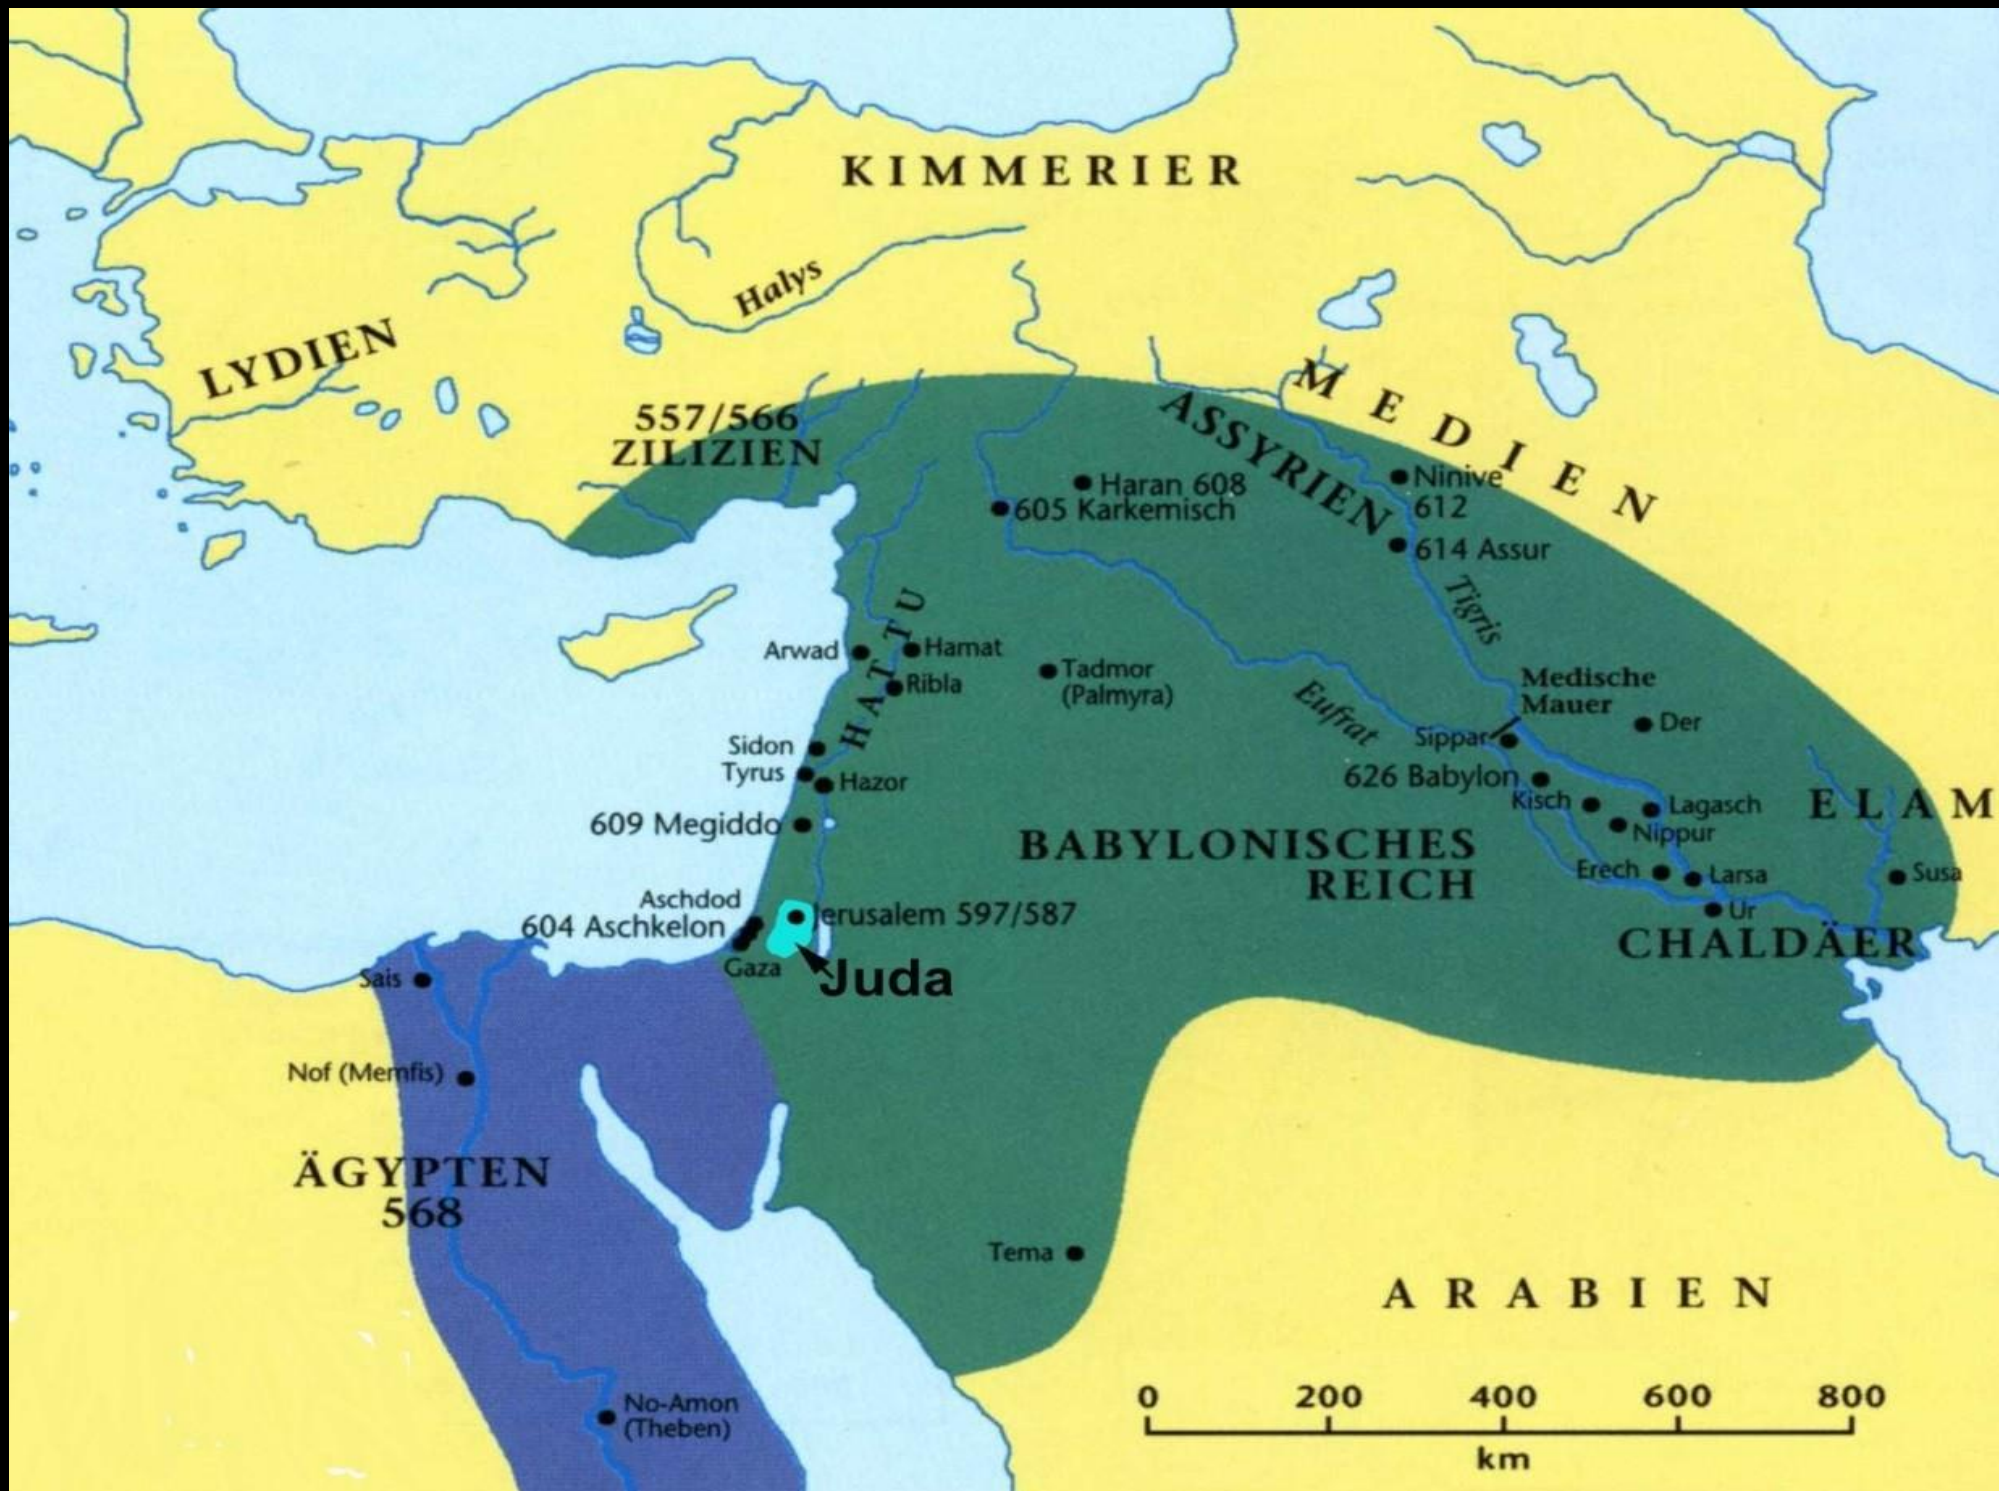 KIMMERIER
Halys
LYDIEN
MEDIEN
557/566
ZILIZIEN
ASSYRIEN
Ninive
612
Haran 608
605 Karkemisch
614 Assur
Tigris
HATTU
Arwad
Hamat
Ribla
Tadmor
(Palmyra)
Medische
Mauer
Eufrat
Der
Sippar
Sidon
Tyrus
Hazor
626 Babylon
Kisch
Lagasch
Nippur
ELAM
609 Megiddo
BABYLONISCHES
REICH
Erech
Larsa
Susa
Ur
CHALDÄER
Aschdod
604 Aschkelon
Jerusalem 597/587
Gaza
Juda
Sais
Nof (Memfis)
ÄGYPTEN
568
Tema
ARABIEN
No-Amon
(Theben)
0 200 400 600 800
km